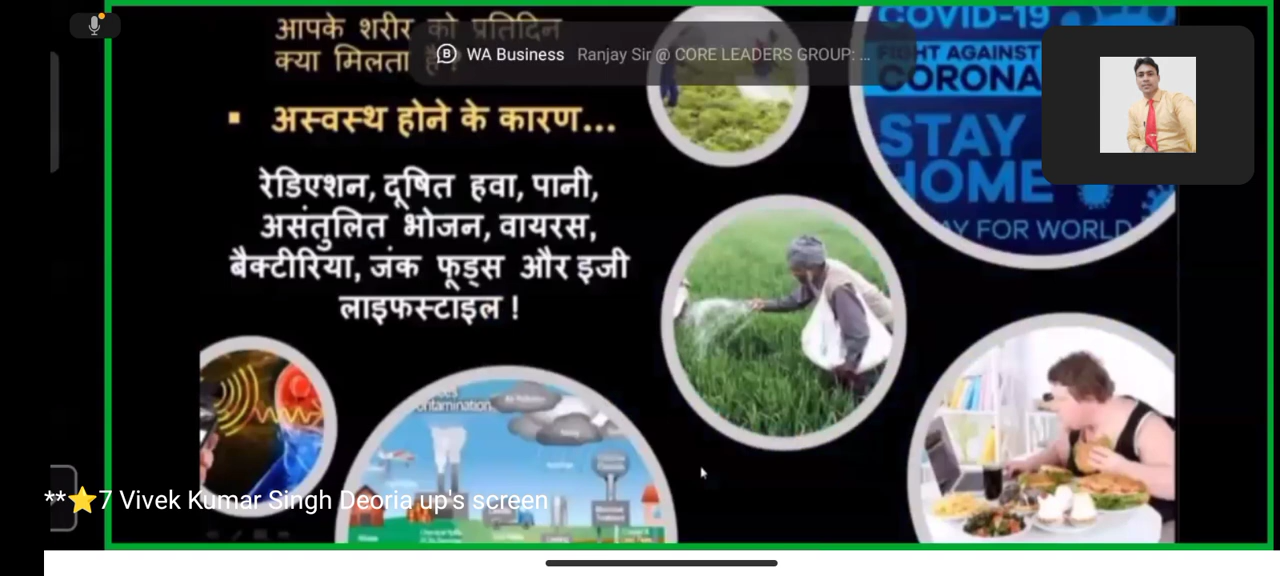 आपके शरीर को प्रतिदिन
क्या मिलता है?
WA Business Ranjay Sir @ CORE LEADERS GROUP: ...
▪ अस्वस्थ होने के कारण...
रेडिएशन, दूषित हवा, पानी,
असंतुलित भोजन, वायरस,
बैक्टीरिया, जंक फूड्स और इजी
लाइफस्टाइल !
COVID-19
FIGHT AGAINST
CORONA
STAY
HOME
AY FOR WORLD
ontamination
**⭐7 Vivek Kumar Singh Deoria up's screen